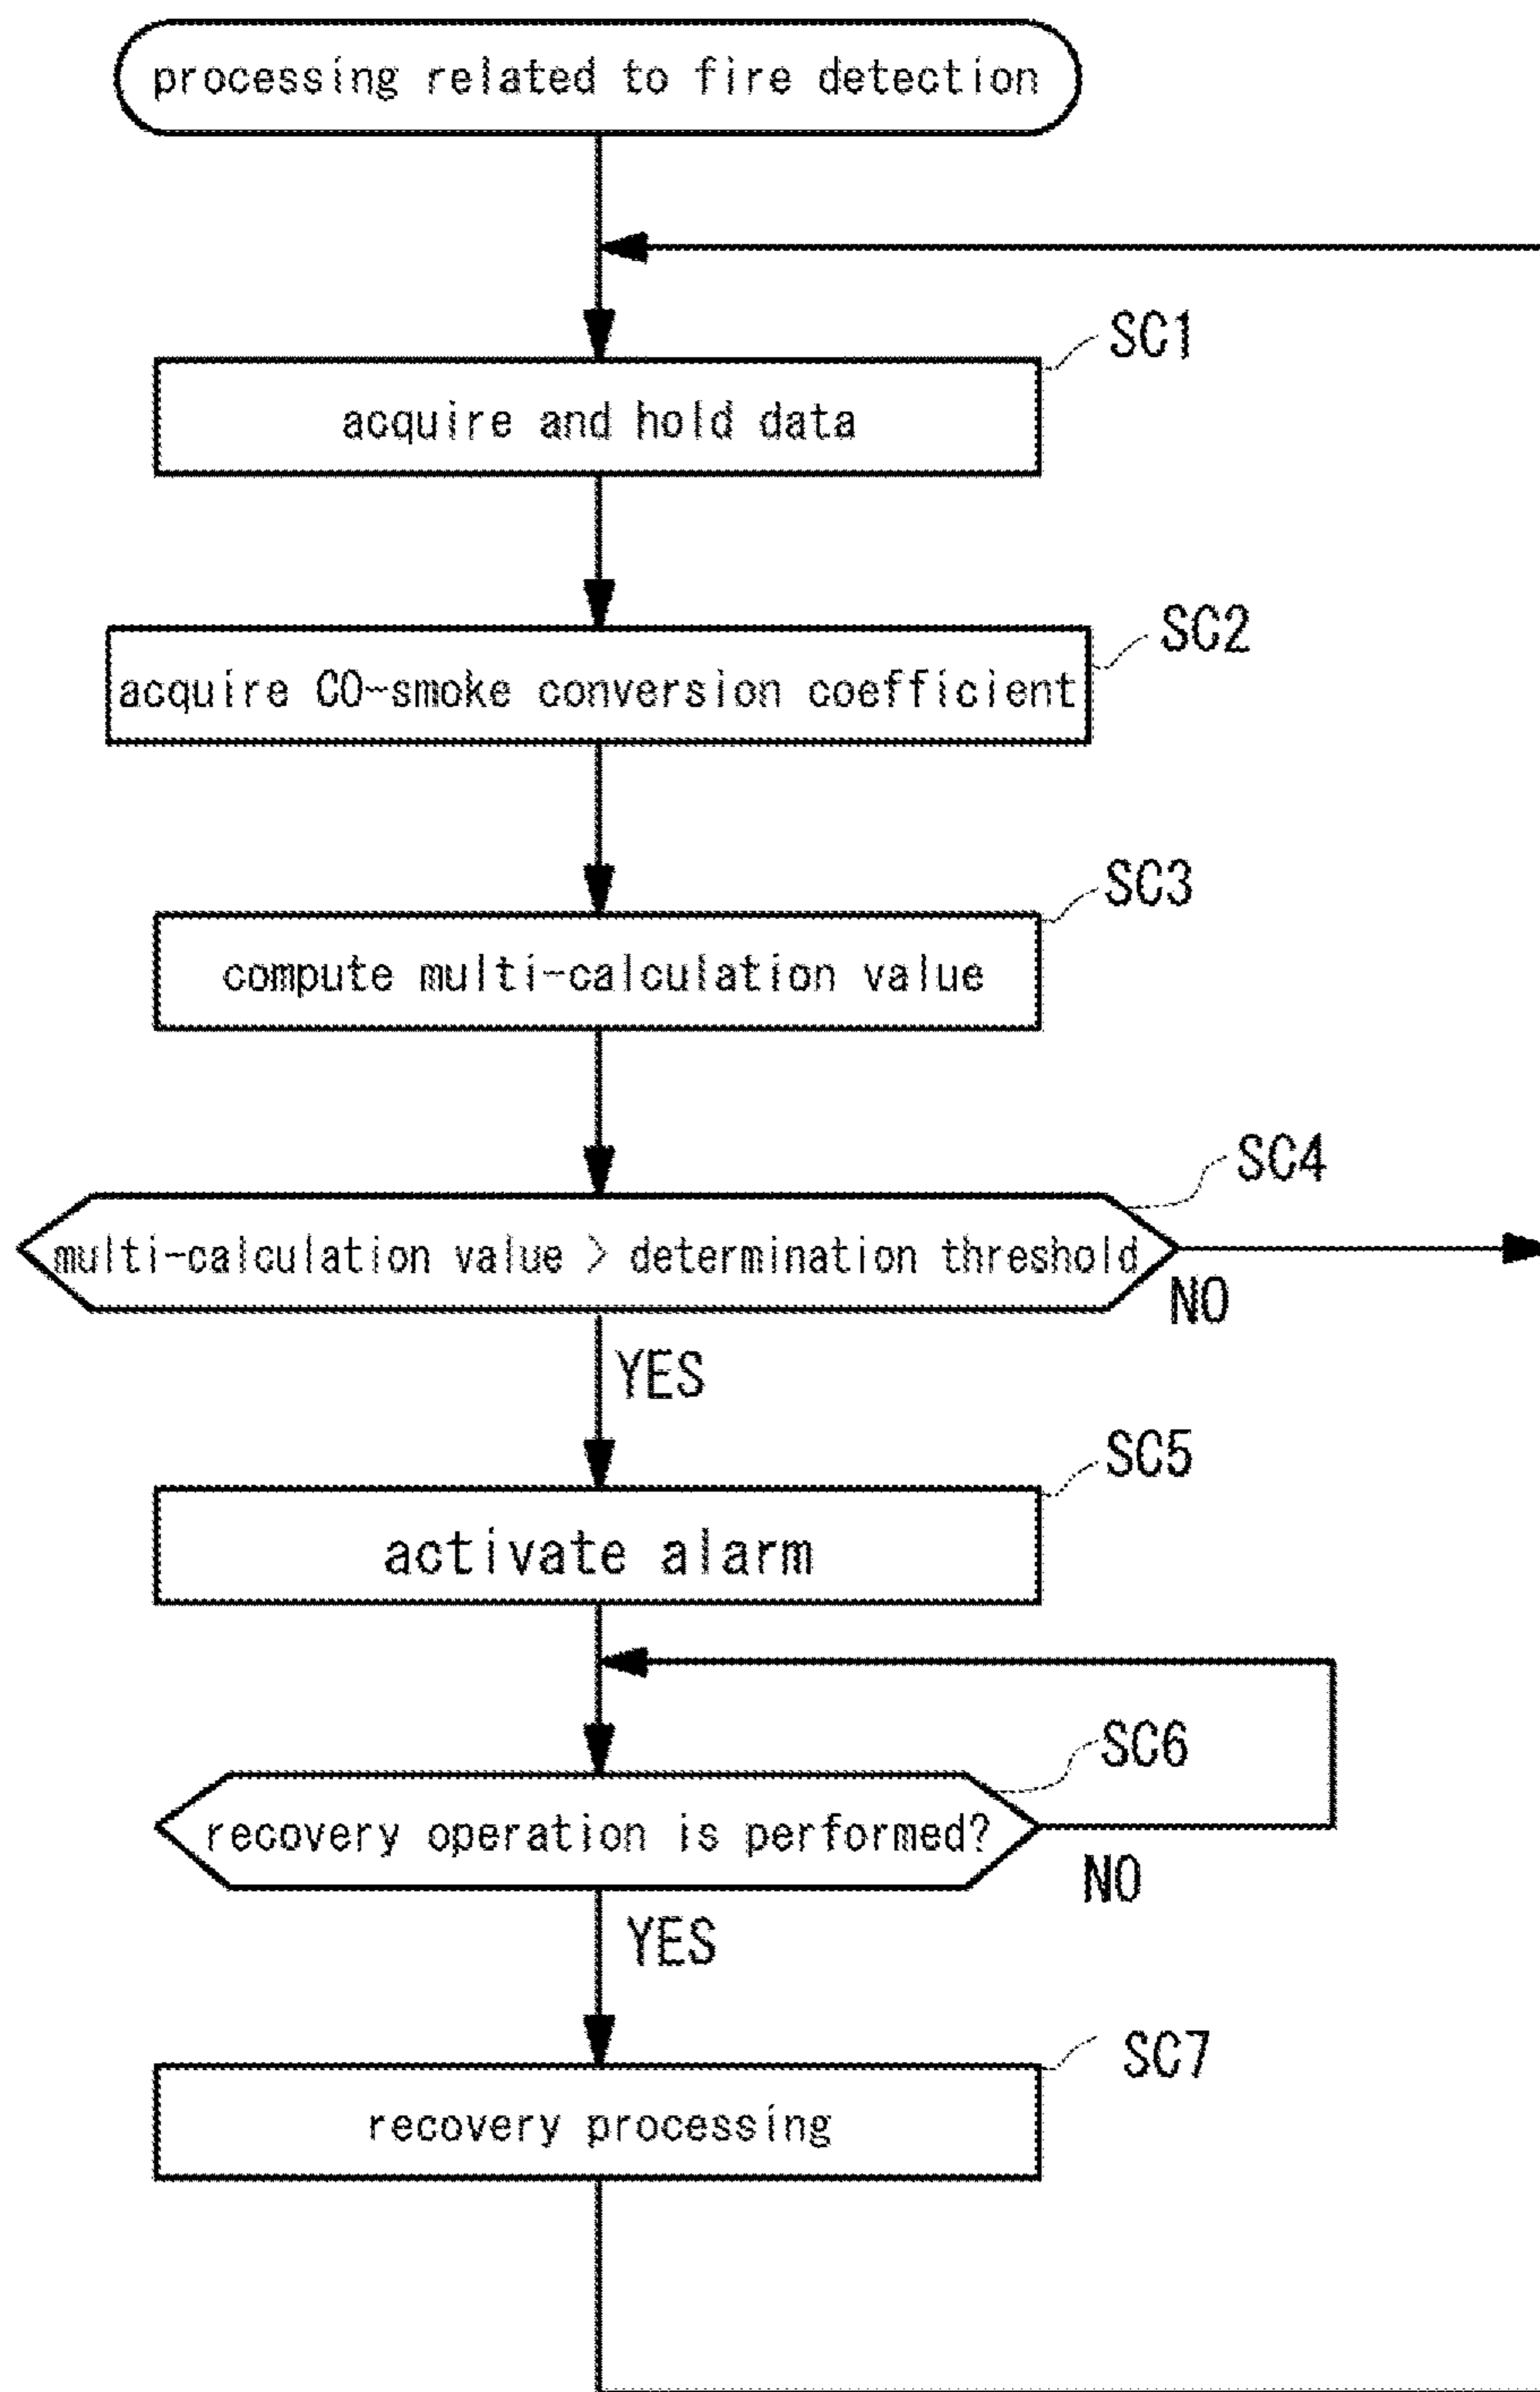 processing related to fire detection
SC1
acquire and hold data
SC2
acquire CO-smoke conversion coefficient
SC3
compute multi-calculation value
SC4
multi-calculation value > determination threshold
NO
YES
SC5
activate alarm
SC6
recovery operation is performed?
NO
YES
SC7
recovery processing